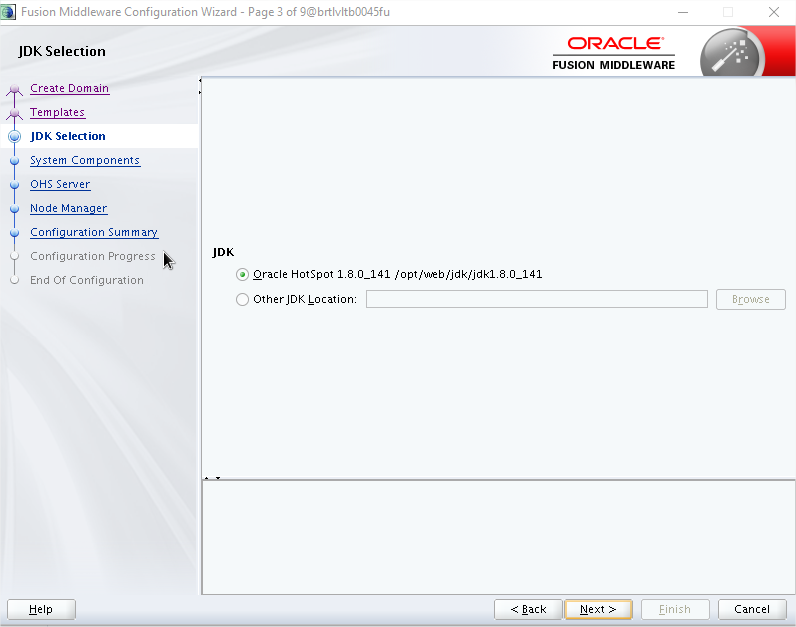 Fusion Middleware Configuration Wizard - Page 3 of 9@brtlvltb0045fu
JDK Selection
ORACLE
FUSION MIDDLEWARE
Create Domain
Templates
JDK Selection
System Components
OHS Server
Node Manager
Configuration Summary
Configuration Progress
End Of Configuration
JDK
Oracle HotSpot 1.8.0_141 /opt/web/jdk/jdk1.8.0_141
Other JDK Location:
Browse
Help
< Back
Next >
Finish
Cancel